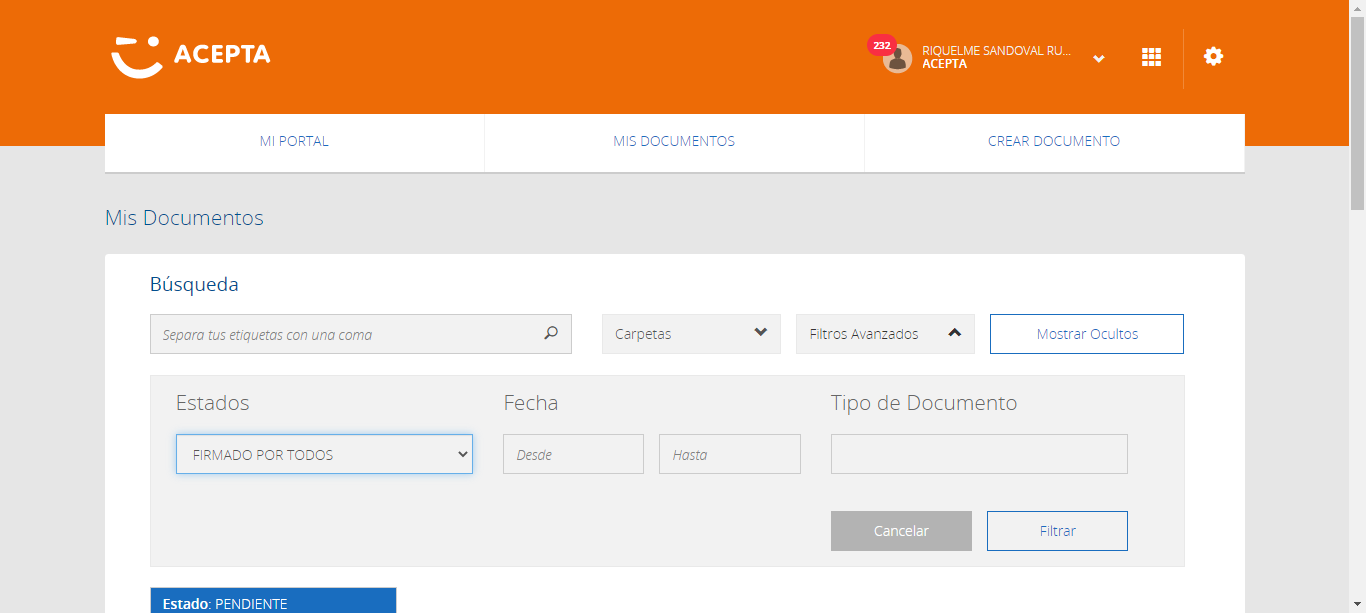 ACEPTA
232
RIQUELME SANDOVAL RU...
ACEPTA
MI PORTAL
MIS DOCUMENTOS
CREAR DOCUMENTO
Mis Documentos
Búsqueda
Separa tus etiquetas con una coma
Carpetas
Filtros Avanzados
Mostrar Ocultos
Estados
Fecha
Tipo de Documento
FIRMADO POR TODOS
Desde
Hasta
Cancelar
Filtrar
Estado: PENDIENTE